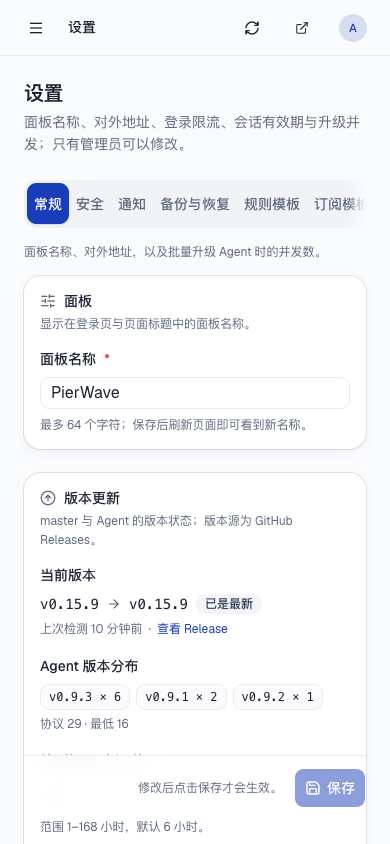 设置
A
设置
面板名称、对外地址、登录限流、会话有效期与升级并
发；只有管理员可以修改。
常规 安全 通知 备份与恢复 规则模板 订阅模板
面板名称、对外地址，以及批量升级 Agent 时的并发数。
面板
显示在登录页与页面标题中的面板名称。
面板名称 *
PierWave
最多 64 个字符；保存后刷新页面即可看到新名称。
版本更新
master 与 Agent 的版本状态；版本源为 GitHub
Releases。
当前版本
v0.15.9 → v0.15.9 已是最新
上次检测 10 分钟前 · 查看 Release
Agent 版本分布
v0.9.3 × 6 v0.9.1 × 2 v0.9.2 × 1
协议 29 · 最低 16
修改后点击保存才会生效。 保存
范围 1–168 小时，默认 6 小时。